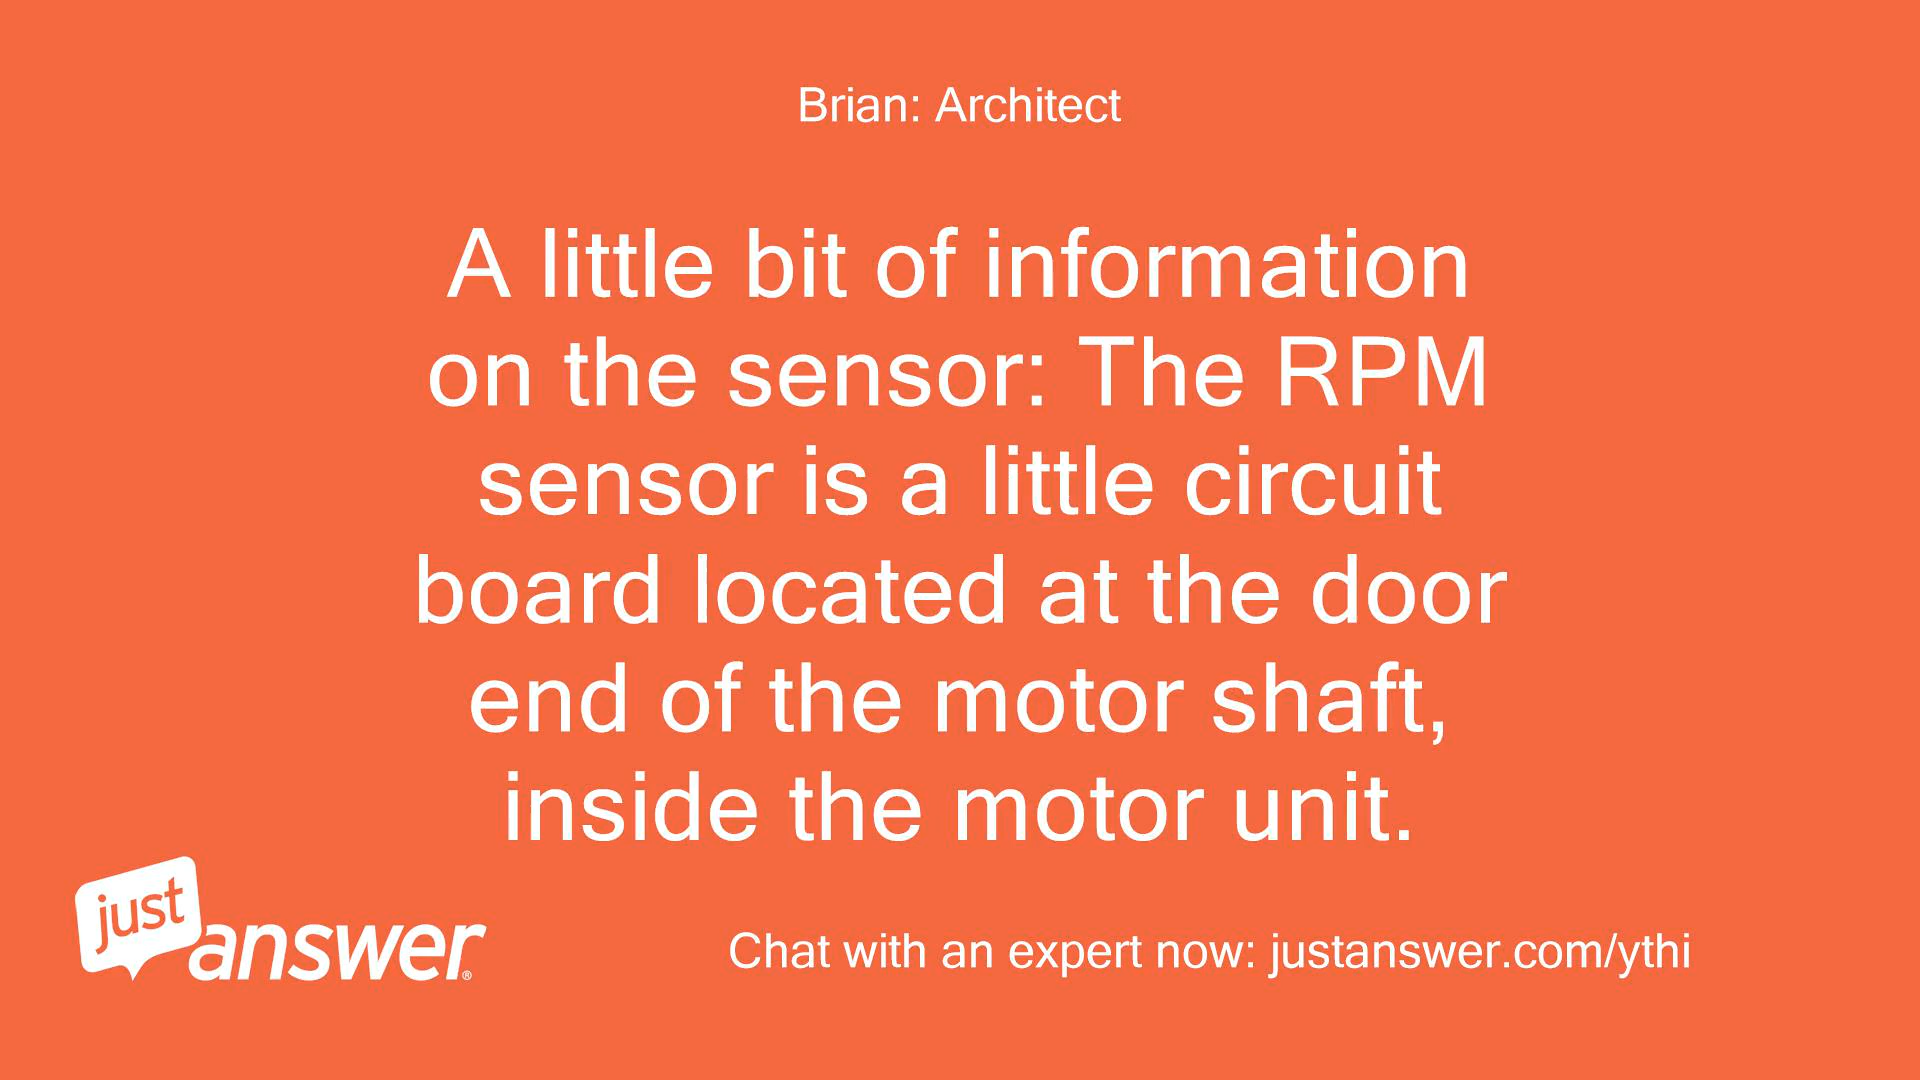 Brian: Architect
A little bit of information
on the sensor: The RPM
sensor is a little circuit
board located at the door
end of the motor shaft,
inside the motor unit.
just
answer®
Chat with an expert now: justanswer.com/ythi